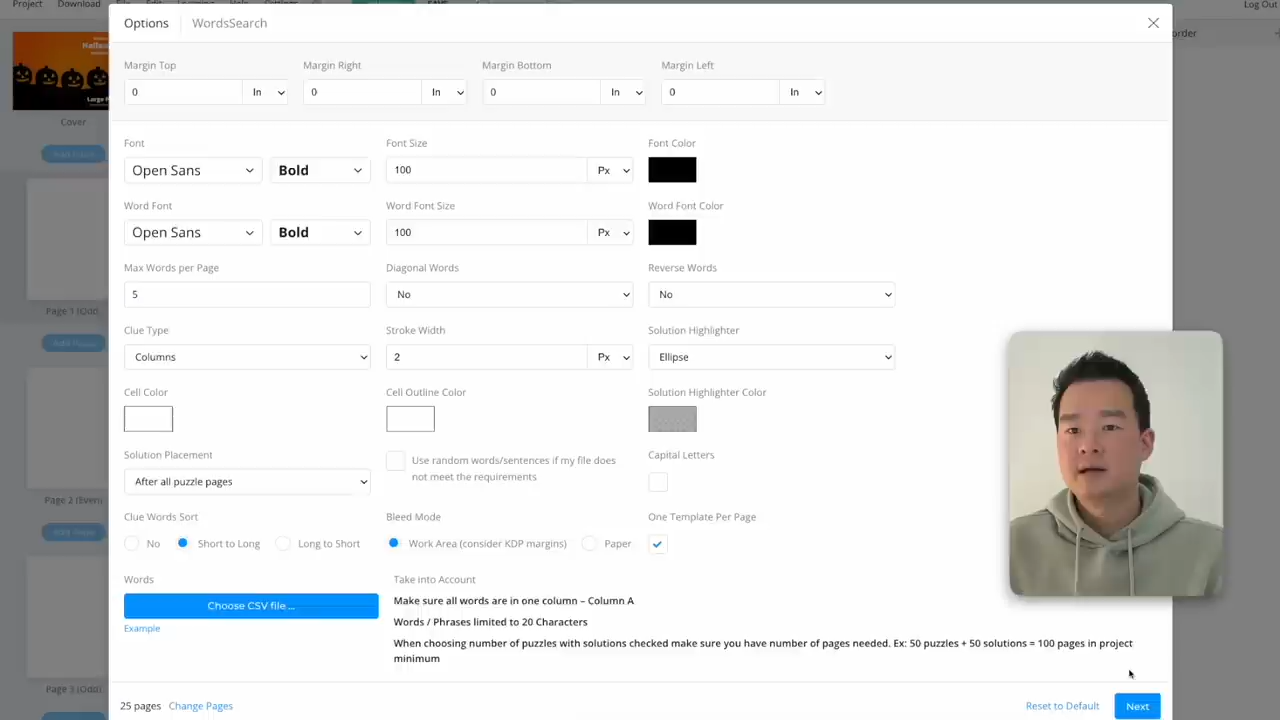 Project Download File Edit Learning Help Settings SAVE Log Out
Options WordsSearch
order
Margin Top Margin Right Margin Bottom Margin Left
0 In 0 In 0 In 0 In
Large
Cover
Font Font Size Font Color
Open Sans Bold 100 Px
Word Font Word Font Size Word Font Color
Open Sans Bold 100 Px
Max Words per Page Diagonal Words Reverse Words
5 No No
Page 1 (Odd)
Clue Type Stroke Width Solution Highlighter
Columns 2 Px Ellipse
Cell Color Cell Outline Color Solution Highlighter Color
Solution Placement Use random words/sentences if my file does not meet the requirements Capital Letters
After all puzzle pages
Page 2 (Even)
Clue Words Sort Bleed Mode One Template Per Page
No Short to Long Long to Short Work Area (consider KDP margins) Paper
Words Take into Account
Choose CSV file ... Make sure all words are in one column – Column A
Example Words / Phrases limited to 20 Characters
When choosing number of puzzles with solutions checked make sure you have number of pages needed. Ex: 50 puzzles + 50 solutions = 100 pages in project
minimum
Page 3 (Odd)
25 pages Change Pages Reset to Default Next